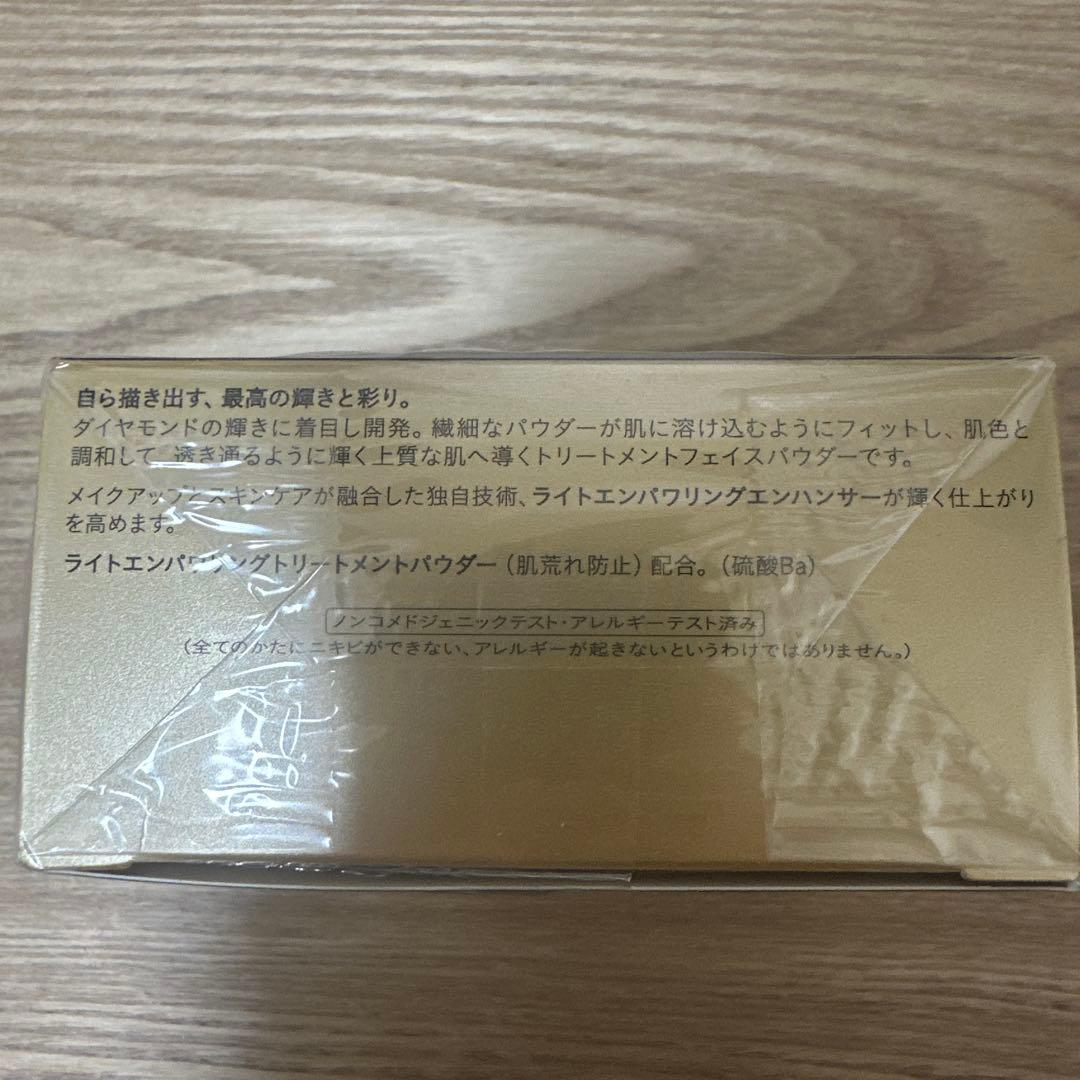 自ら描き出す、最高の輝きと彩り。
ダイヤモンドの輝きに着目し開発。繊細なパウダーが肌に溶け込むようにフィットし、肌色と
調和して、透き通るように輝く上質な肌へ導くトリートメントフェイスパウダーです。
メイクアップとスキンケアが融合した独自技術、ライトエンパワリングエンハンサーが輝く仕上がり
を高めます。
ライトエンパワリングトリートメントパウダー（肌荒れ防止）配合。（硫酸Ba）
ノンコメドジェニックテスト・アレルギーテスト済み
（全てのかたにニキビができない、アレルギーが起きないというわけではありません。）